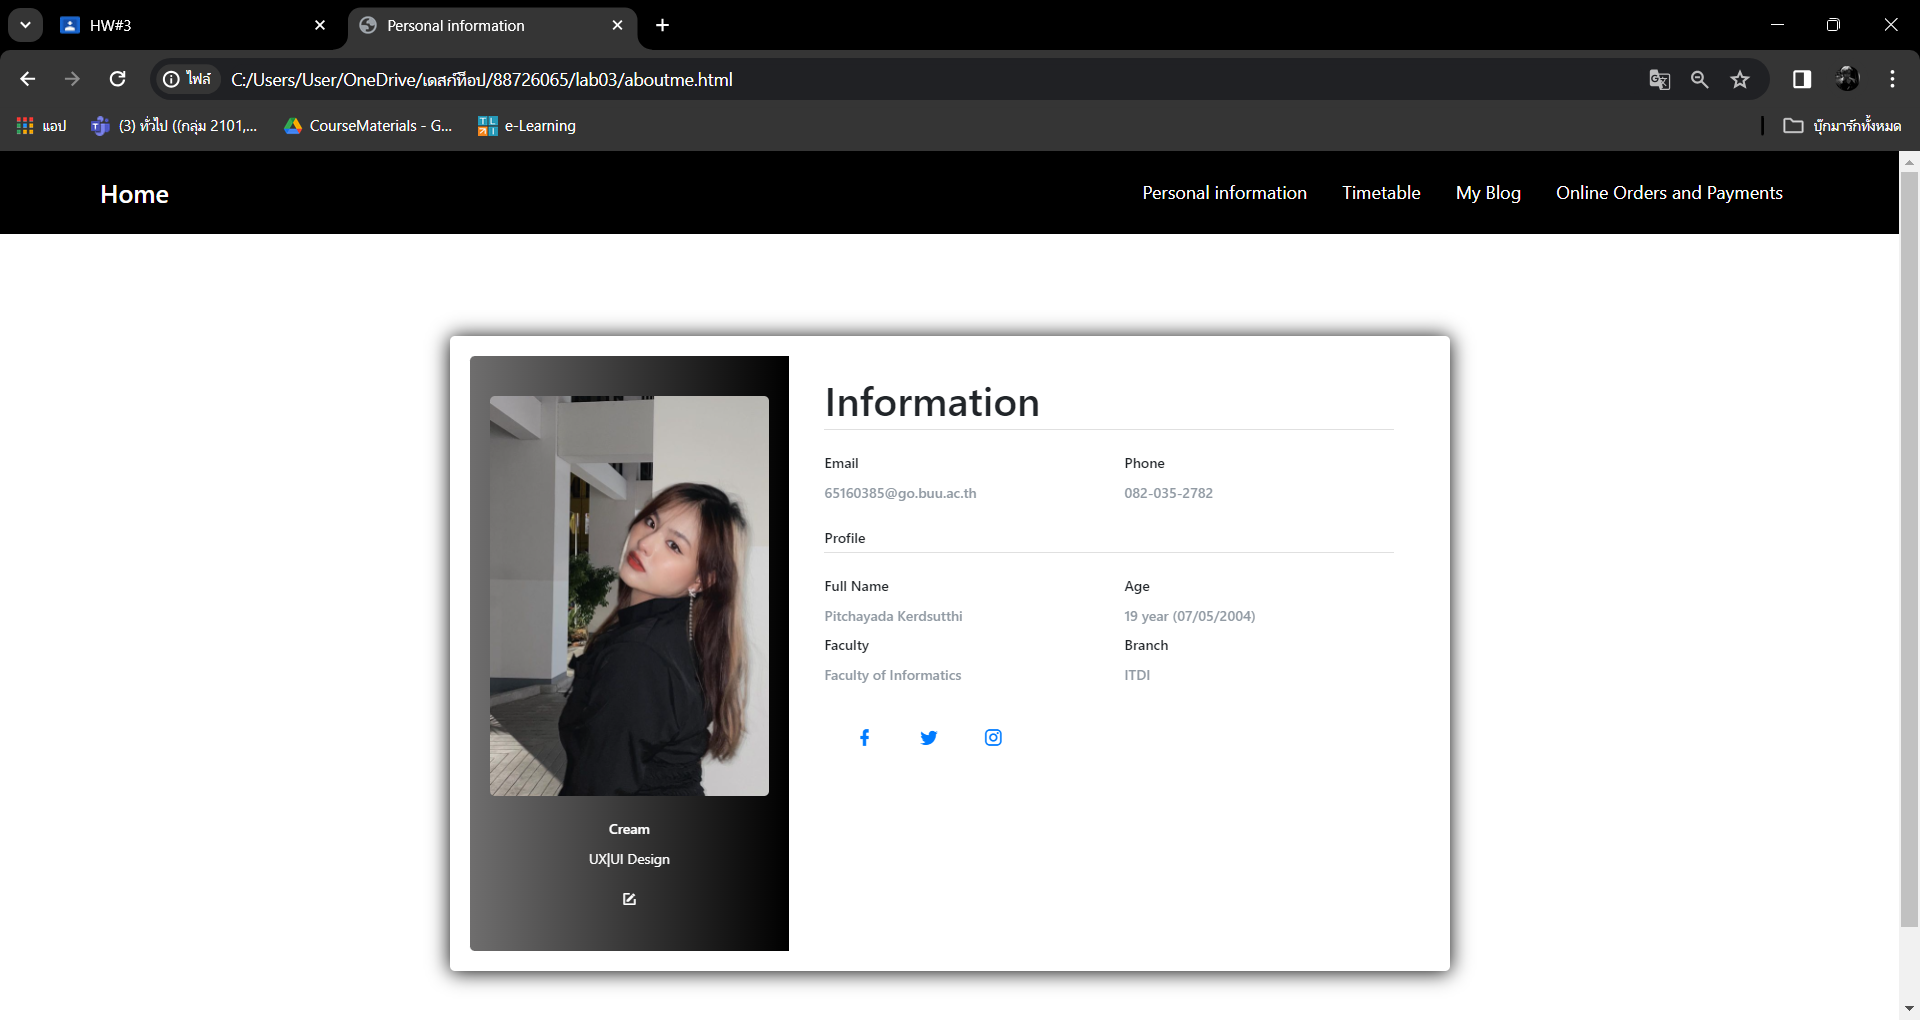 HW#3
Personal information
ไฟล์ C:/Users/User/OneDrive/เดสก์ท็อป/88726065/lab03/aboutme.html
แอป (3) ทั่วไป ((กลุ่ม 2101,... CourseMaterials - G... e-Learning บุ๊กมาร์กทั้งหมด
Home Personal information Timetable My Blog Online Orders and Payments
Cream
UX|UI Design
Information
Email Phone
65160385@go.buu.ac.th 082-035-2782
Profile
Full Name Age
Pitchayada Kerdsutthi 19 year (07/05/2004)
Faculty Branch
Faculty of Informatics ITDI